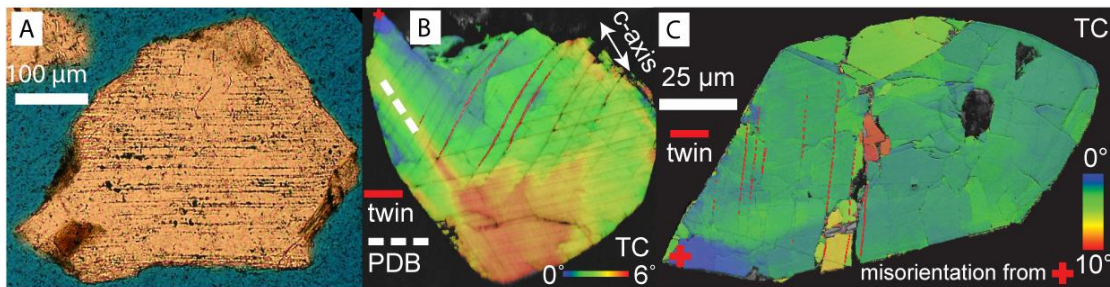 A
100 µm
B
c-axis
twin
PDB
TC
0° 6°
C
TC
25 µm
twin
0°
10°
misorientation from